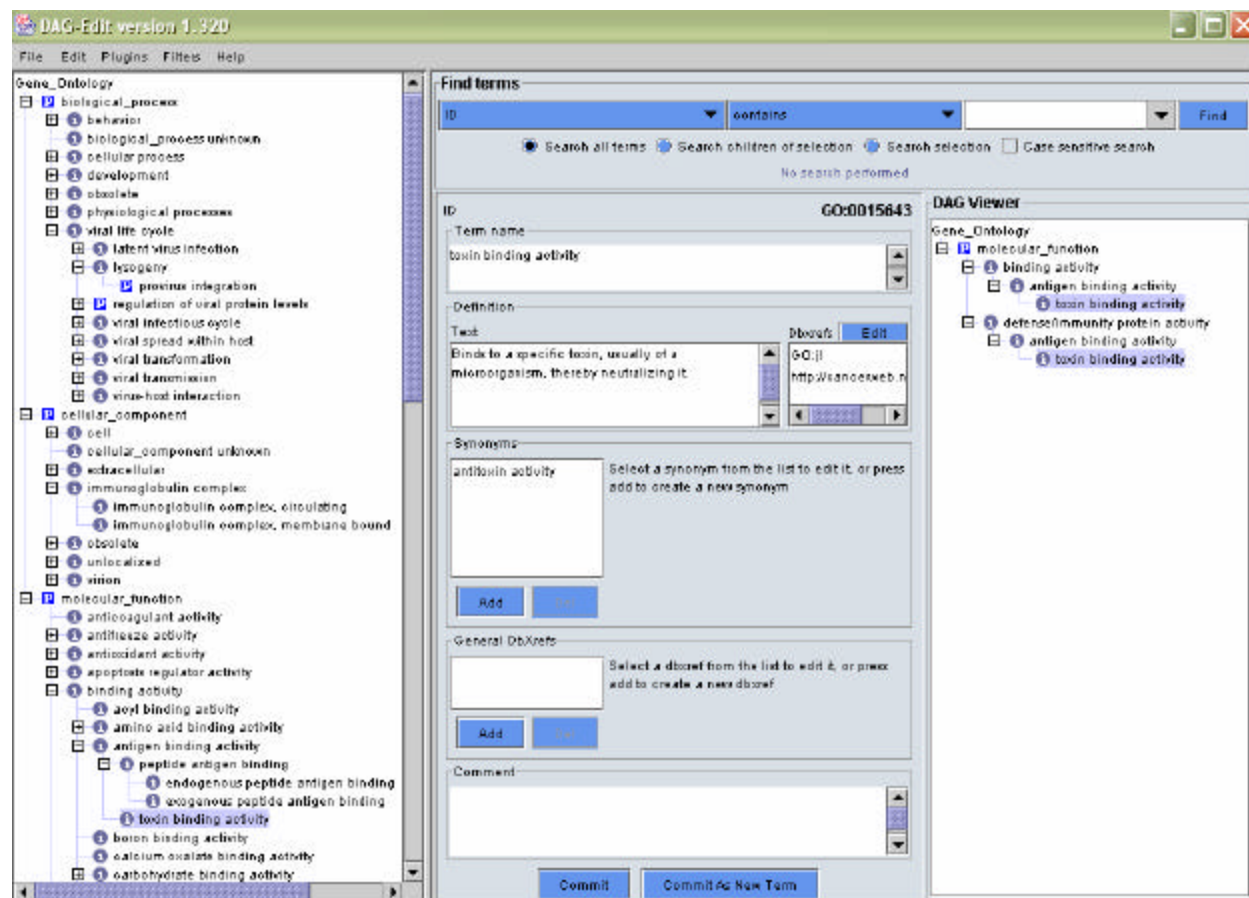 DAG-Edit version 1.320
File Edit Plugins Filters Help
Gene_Ontology
biological_process
behavior
biological_process unknown
cellular process
development
obsolete
physiological processes
viral life cycle
latent virus infection
lysogeny
provirus integration
regulation of viral protein levels
viral infectious cycle
viral spread within host
viral transformation
viral transmission
virus-host interaction
cellular_component
cell
cellular_component unknown
extracellular
immunoglobulin complex
immunoglobulin complex, circulating
immunoglobulin complex, membrane bound
obsolete
unlocalized
virion
molecular_function
anticoagulant activity
antifreeze activity
antioxidant activity
apoptosis regulator activity
binding activity
acyl binding activity
amino acid binding activity
antigen binding activity
peptide antigen binding
endogenous peptide antigen binding
exogenous peptide antigen binding
toxin binding activity
boron binding activity
calcium oxalate binding activity
carbohydrate binding activity
Find terms
ID contains Find
Search all terms Search children of selection Search selection Case sensitive search
No search performed
ID GO:0015643
Term name
toxin binding activity
Definition
Text
Binds to a specific toxin, usually of a
microorganism, thereby neutralizing it.
Dbxrefs Edit
GO:jl
http://cancerweb.n
Synonyms
antitoxin activity
Select a synonym from the list to edit it, or press
add to create a new synonym
Add Del
General DbXrefs
Select a dbxref from the list to edit it, or press
add to create a new dbxref
Add Del
Comment
Commit Commit As New Term
DAG Viewer
Gene_Ontology
molecular_function
binding activity
antigen binding activity
toxin binding activity
defense/immunity protein activity
antigen binding activity
toxin binding activity